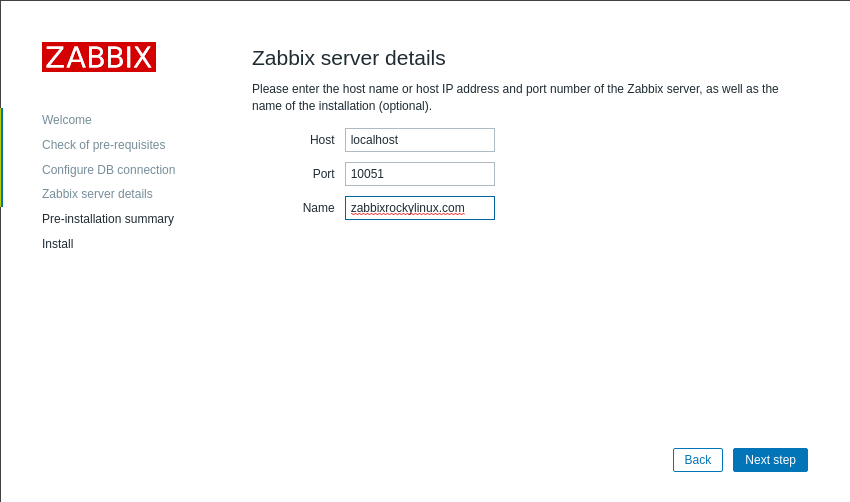 ZABBIX
Welcome
Check of pre-requisites
Configure DB connection
Zabbix server details
Pre-installation summary
Install
Zabbix server details
Please enter the host name or host IP address and port number of the Zabbix server, as well as the
name of the installation (optional).
Host localhost
Port 10051
Name zabbixrockylinux.com
Back Next step